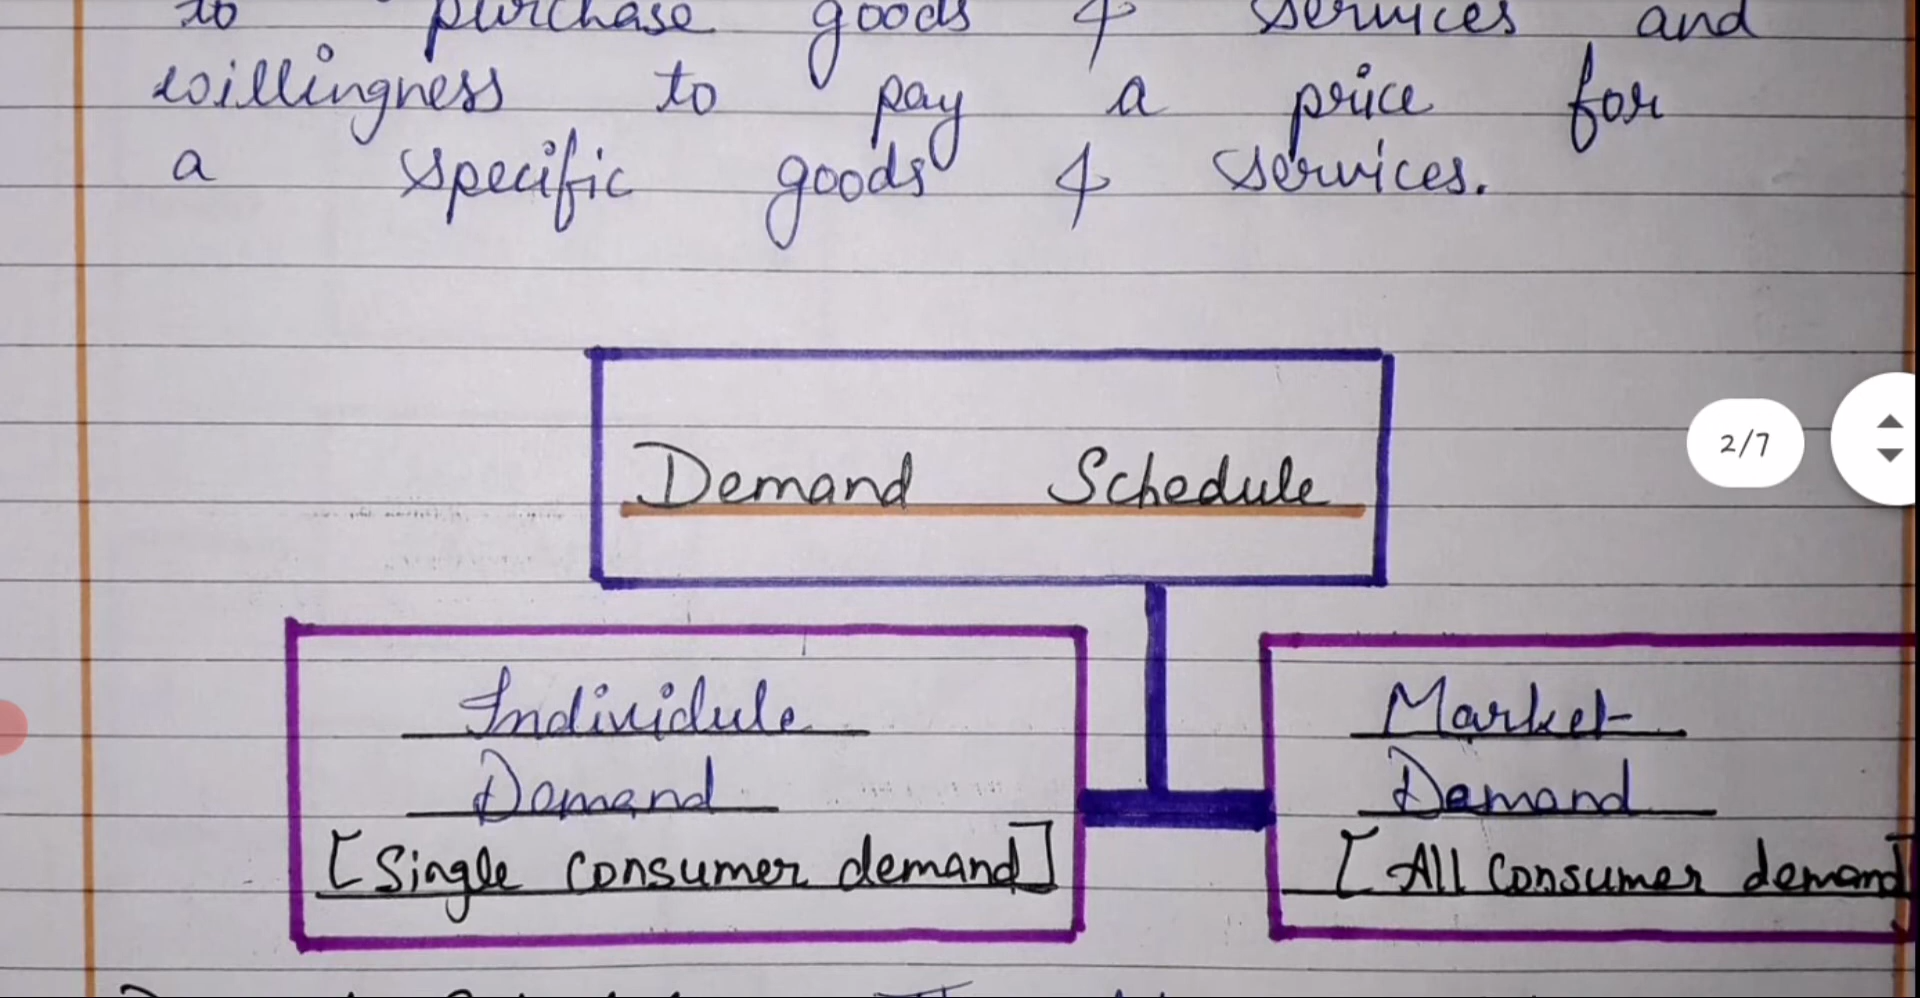 to purchase goods & services and
willingness to pay a price for
a specific goods & services.
Demand Schedule
2/7
Individule
Demand
[Single consumer demand]
Market
Demand
[All consumer demand]